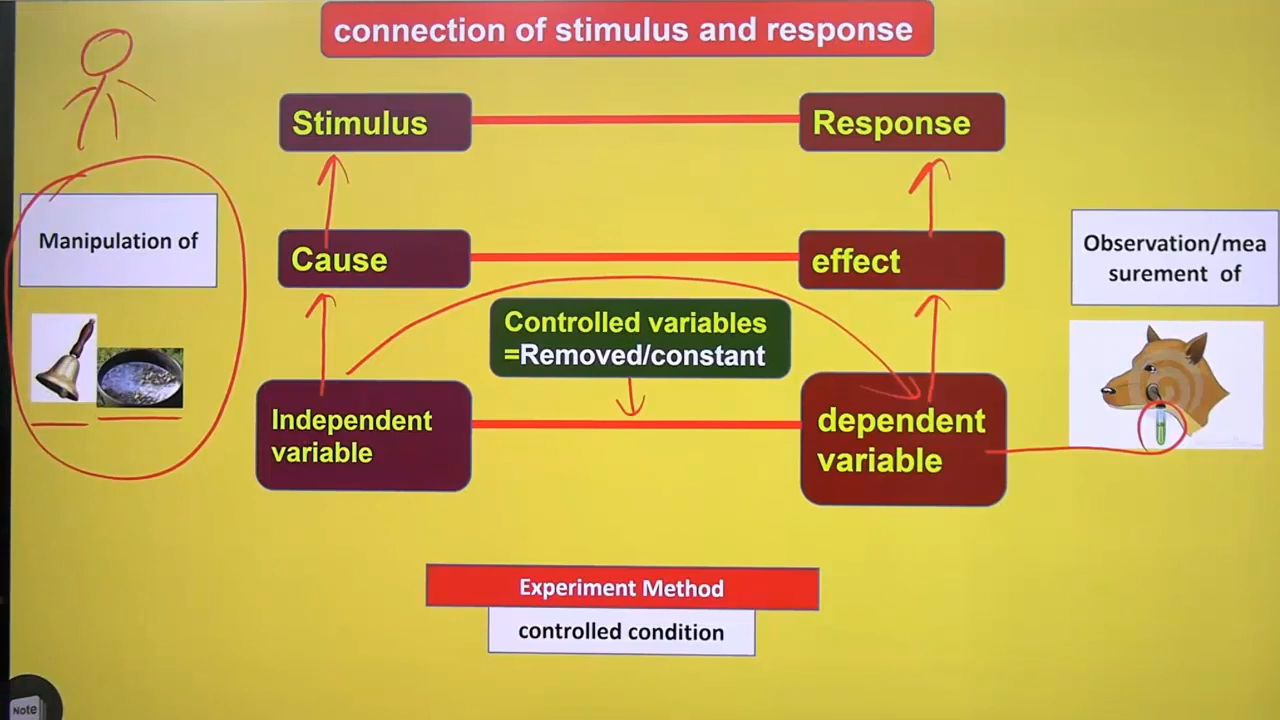 connection of stimulus and response
Stimulus
Response
Manipulation of
Cause
effect
Observation/mea
surement of
Controlled variables
=Removed/constant
Independent
variable
dependent
variable
Experiment Method
controlled condition
Note